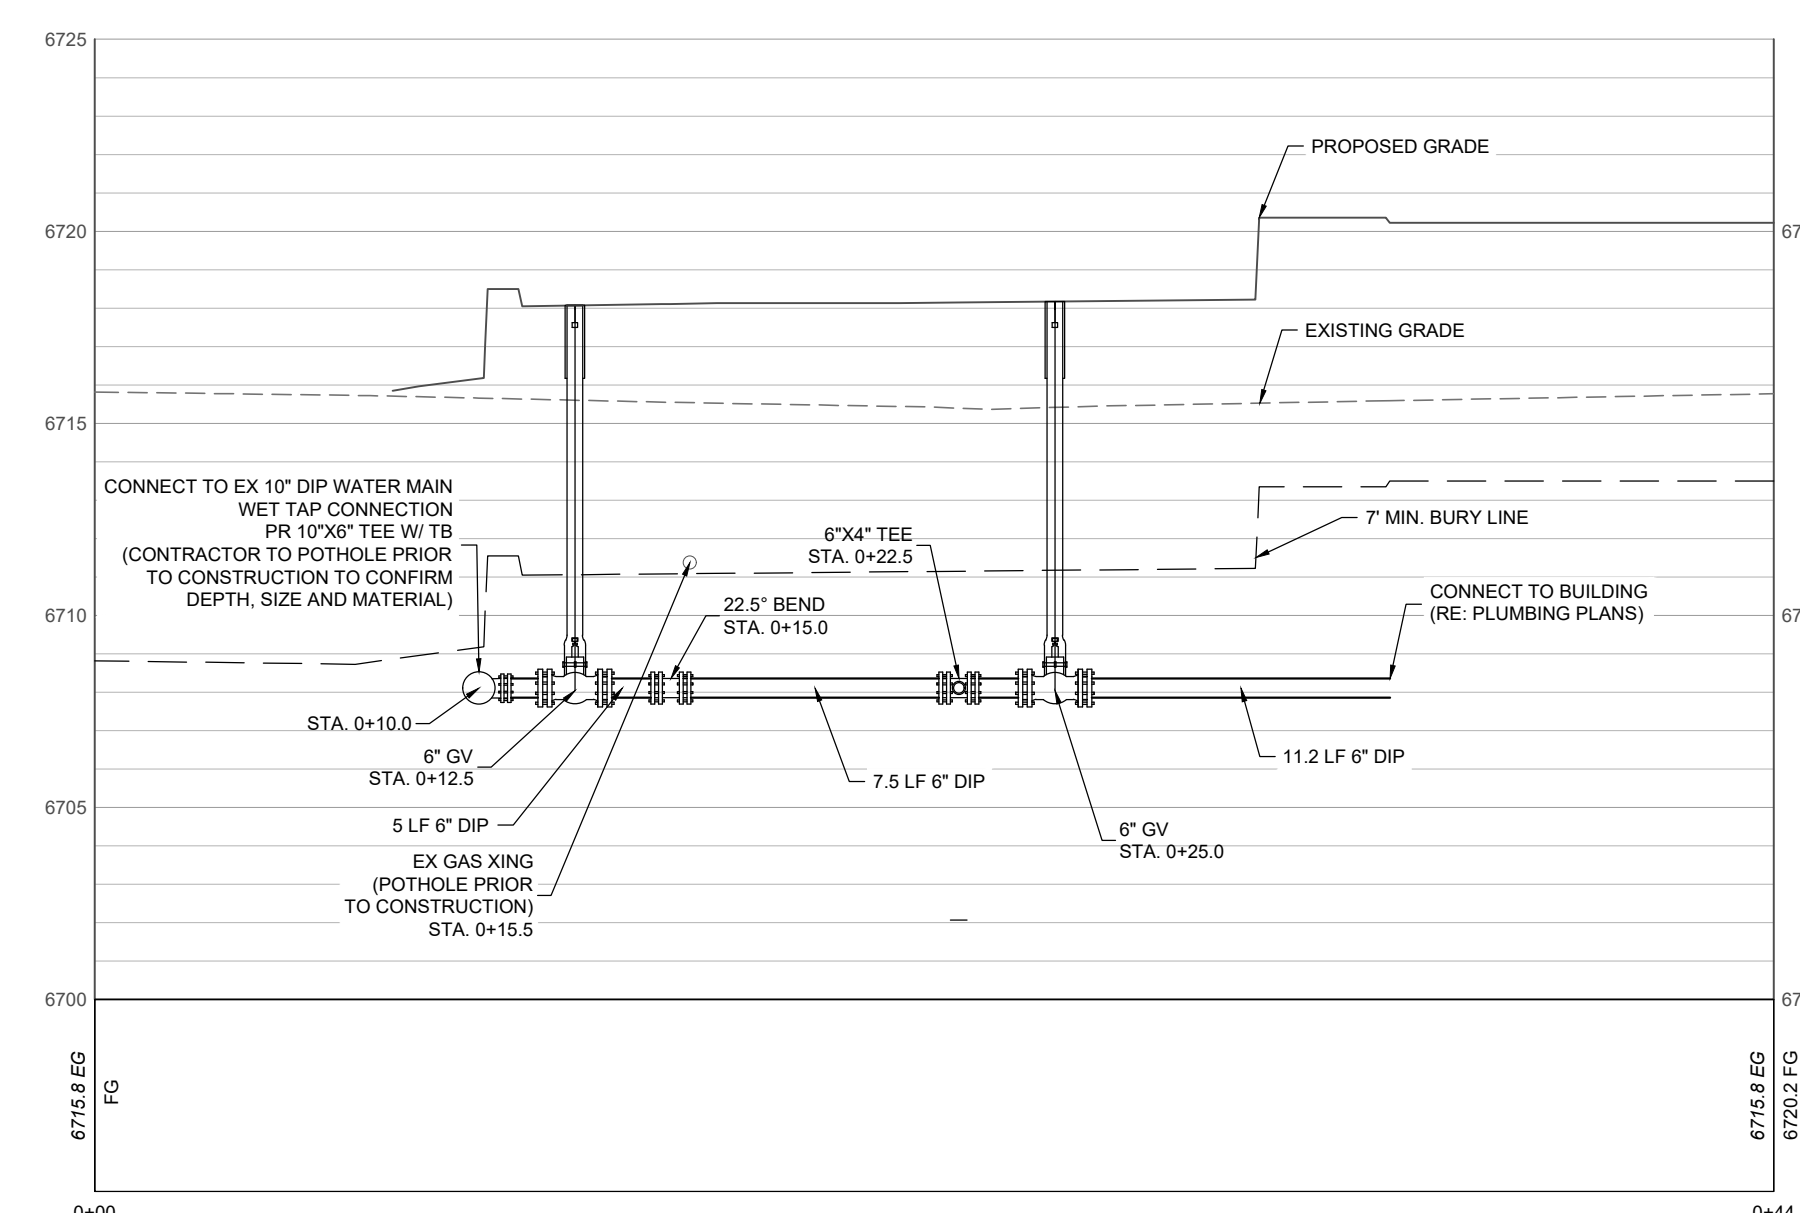 6725
PROPOSED GRADE
6720
67
EXISTING GRADE
6715
CONNECT TO EX 10" DIP WATER MAIN
WET TAP CONNECTION
PR 10"X6" TEE W/ TB
(CONTRACTOR TO POTHOLE PRIOR
TO CONSTRUCTION TO CONFIRM
DEPTH, SIZE AND MATERIAL)
6"X4" TEE
STA. 0+22.5
7' MIN. BURY LINE
22.5° BEND
STA. 0+15.0
CONNECT TO BUILDING
(RE: PLUMBING PLANS)
6710
67
STA. 0+10.0
6" GV
STA. 0+12.5
7.5 LF 6" DIP
11.2 LF 6" DIP
6705
5 LF 6" DIP
6" GV
STA. 0+25.0
EX GAS XING
(POTHOLE PRIOR
TO CONSTRUCTION)
STA. 0+15.5
6700
67
6715.8 EG
FG
6715.8 EG
6720.2 FG
0+00
0+44